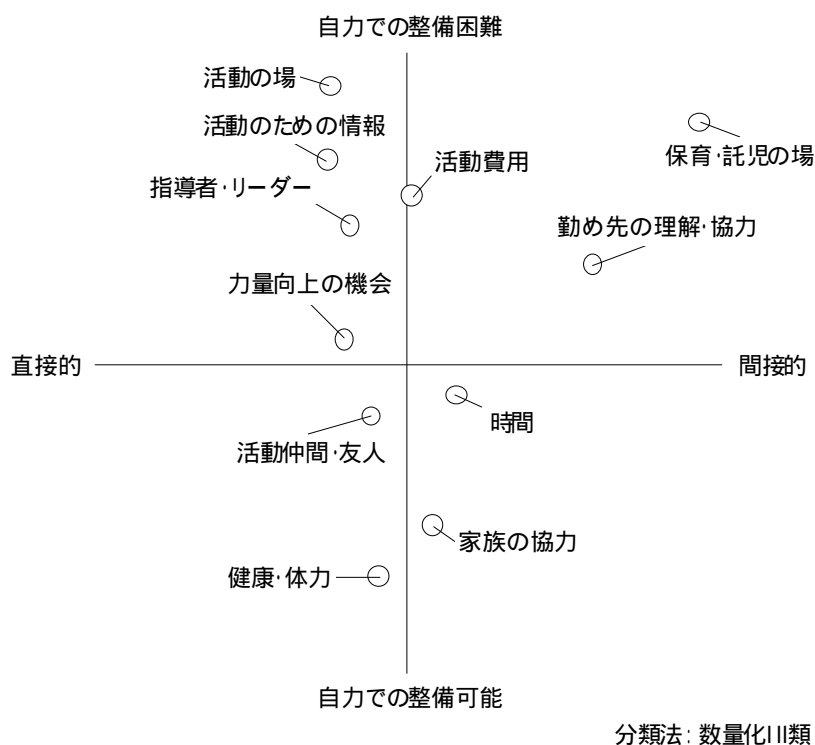 自力での整備困難
活動の場
活動のための情報
保育・託児の場
活動費用
指導者・リーダー
勤め先の理解・協力
力量向上の機会
直接的
間接的
時間
活動仲間・友人
家族の協力
健康・体力
自力での整備可能
分類法: 数量化III類